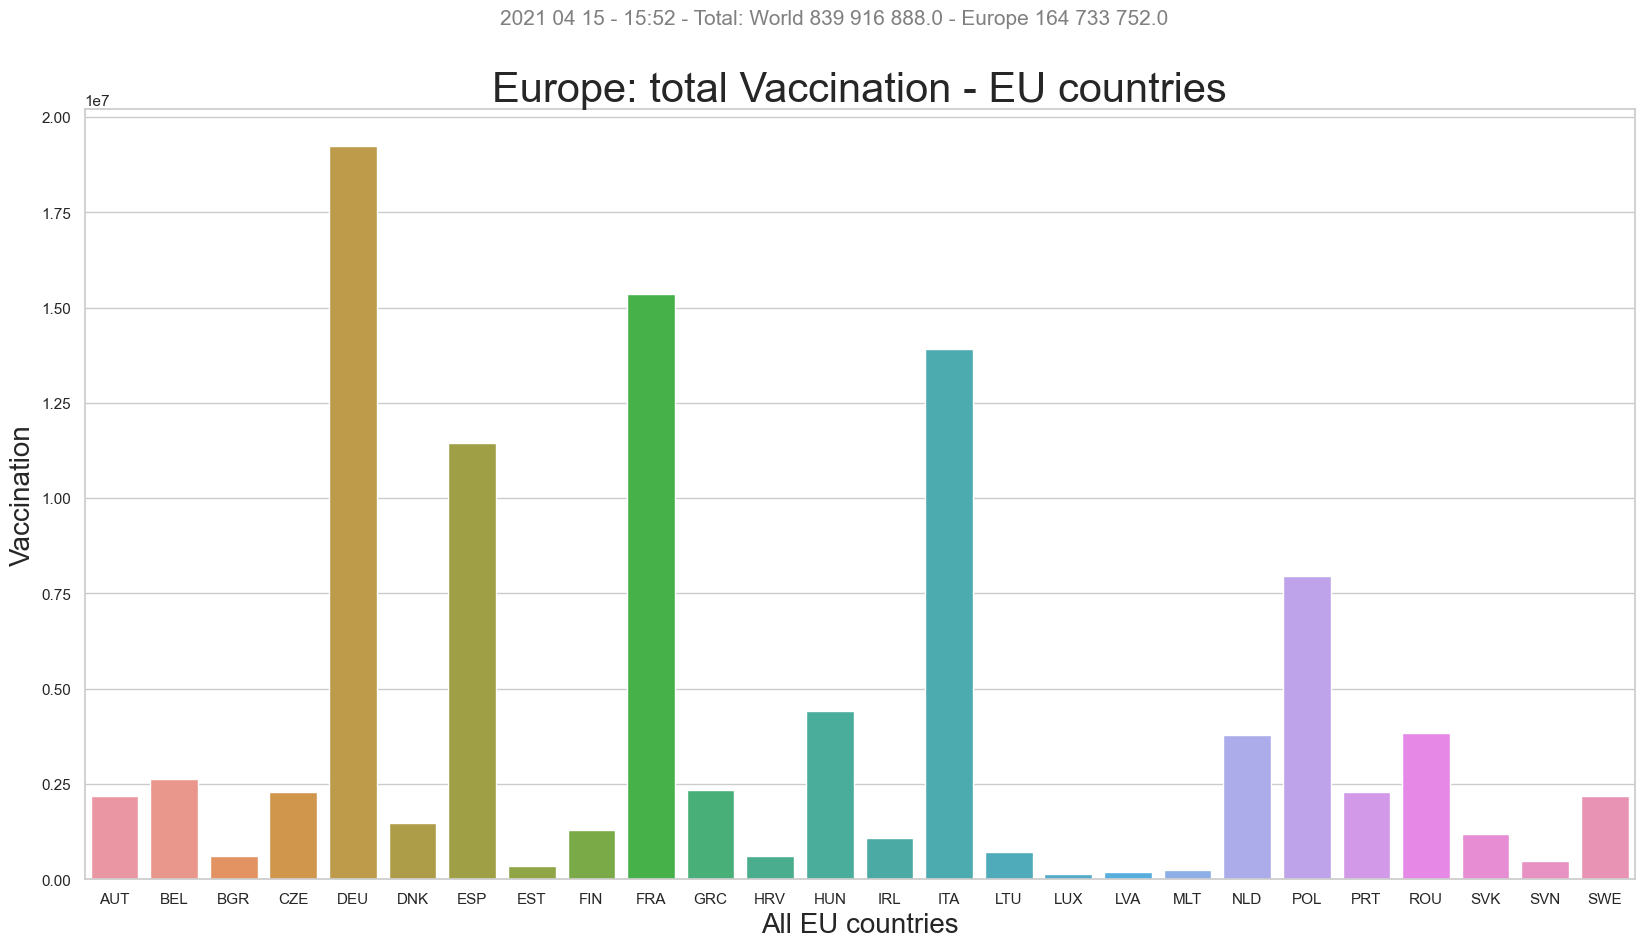 2021 04 15 - 15:52 - Total: World 839 916 888.0 - Europe 164 733 752.0
Europe: total Vaccination - EU countries
1e7
2.00
1.75
1.50
1.25
1.00
0.75
0.50
0.25
0.00
Vaccination
AUT BEL BGR CZE DEU DNK ESP EST FIN FRA GRC HRV HUN IRL ITA LTU LUX LVA MLT NLD POL PRT ROU SVK SVN SWE
All EU countries